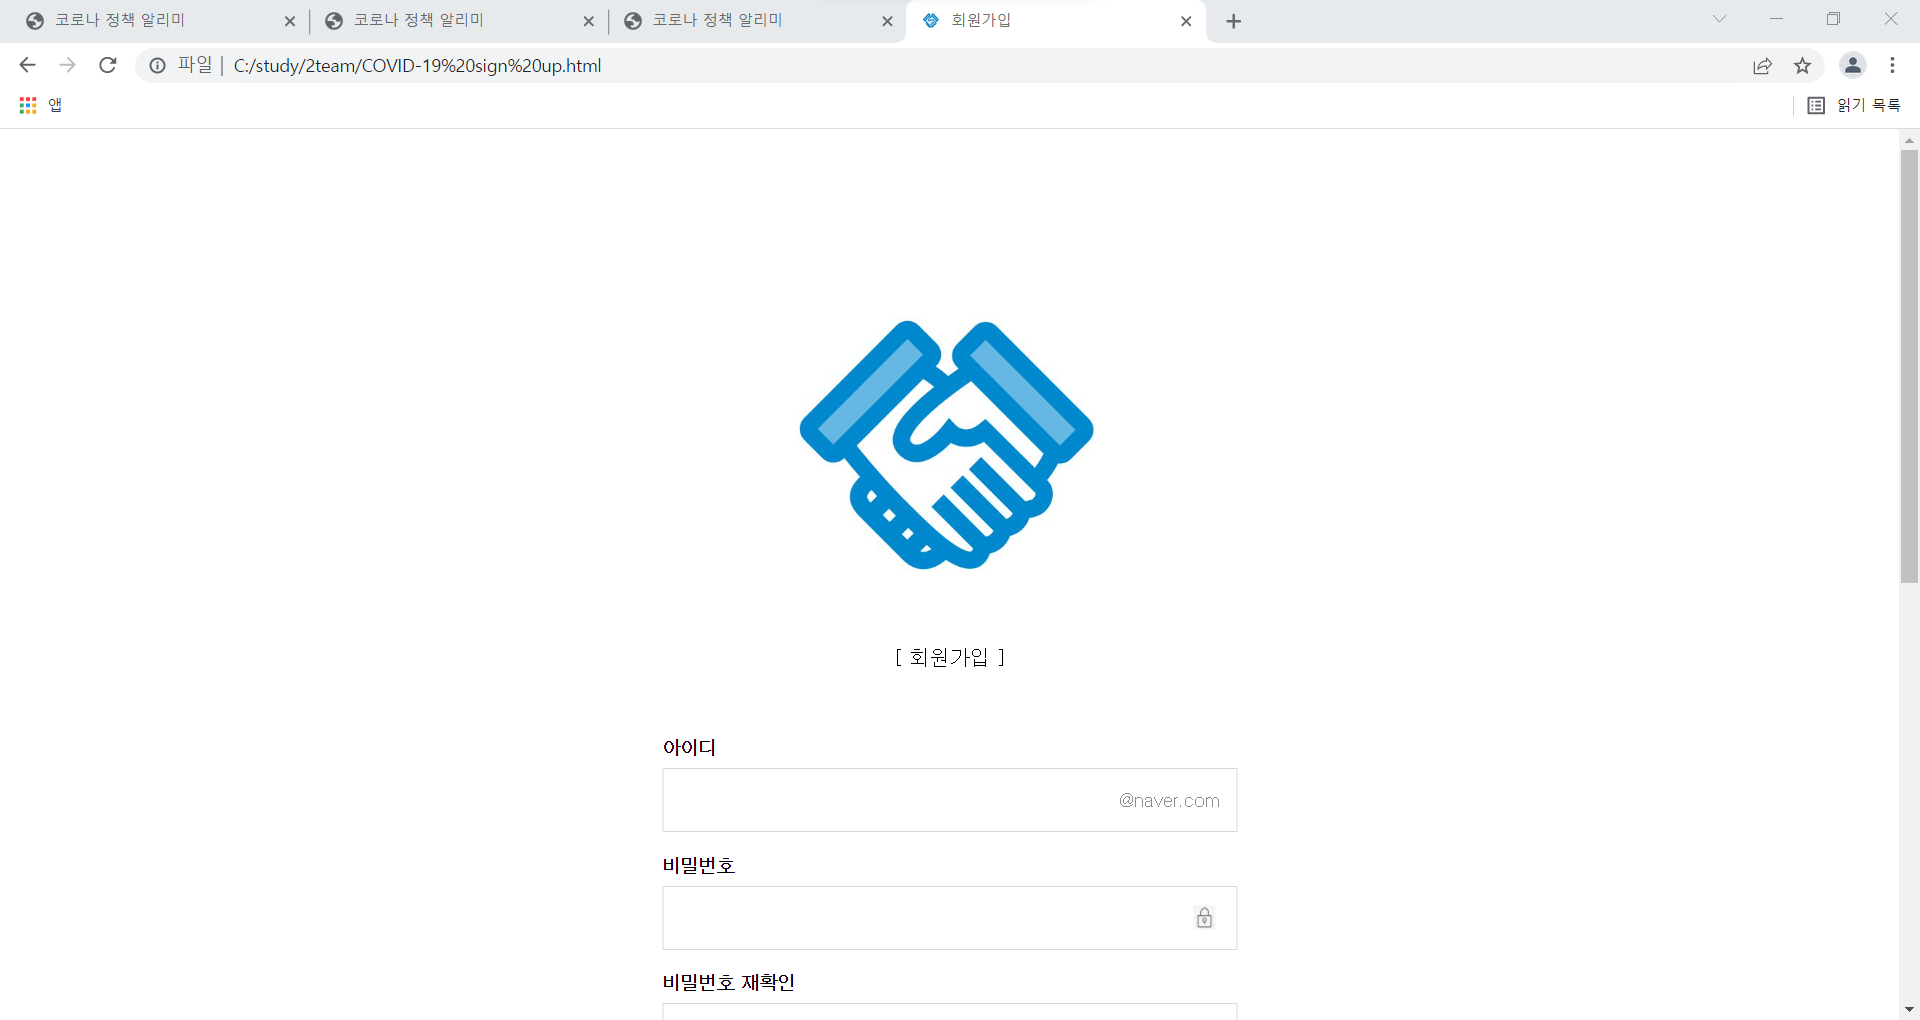 코로나 정책 알리미
코로나 정책 알리미
코로나 정책 알리미
회원가입
파일 | C:/study/2team/COVID-19%20sign%20up.html
앱
읽기 목록
[ 회원가입 ]
아이디
@naver.com
비밀번호
비밀번호 재확인